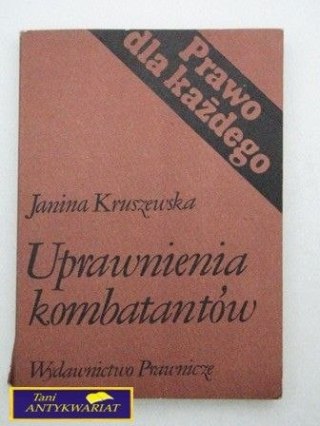 Prawo
dla każdego
Janina Kruszewska
Uprawnienia
kombatantów
Wydawnictwo Prawnicze
Tani
ANTYKWARIAT